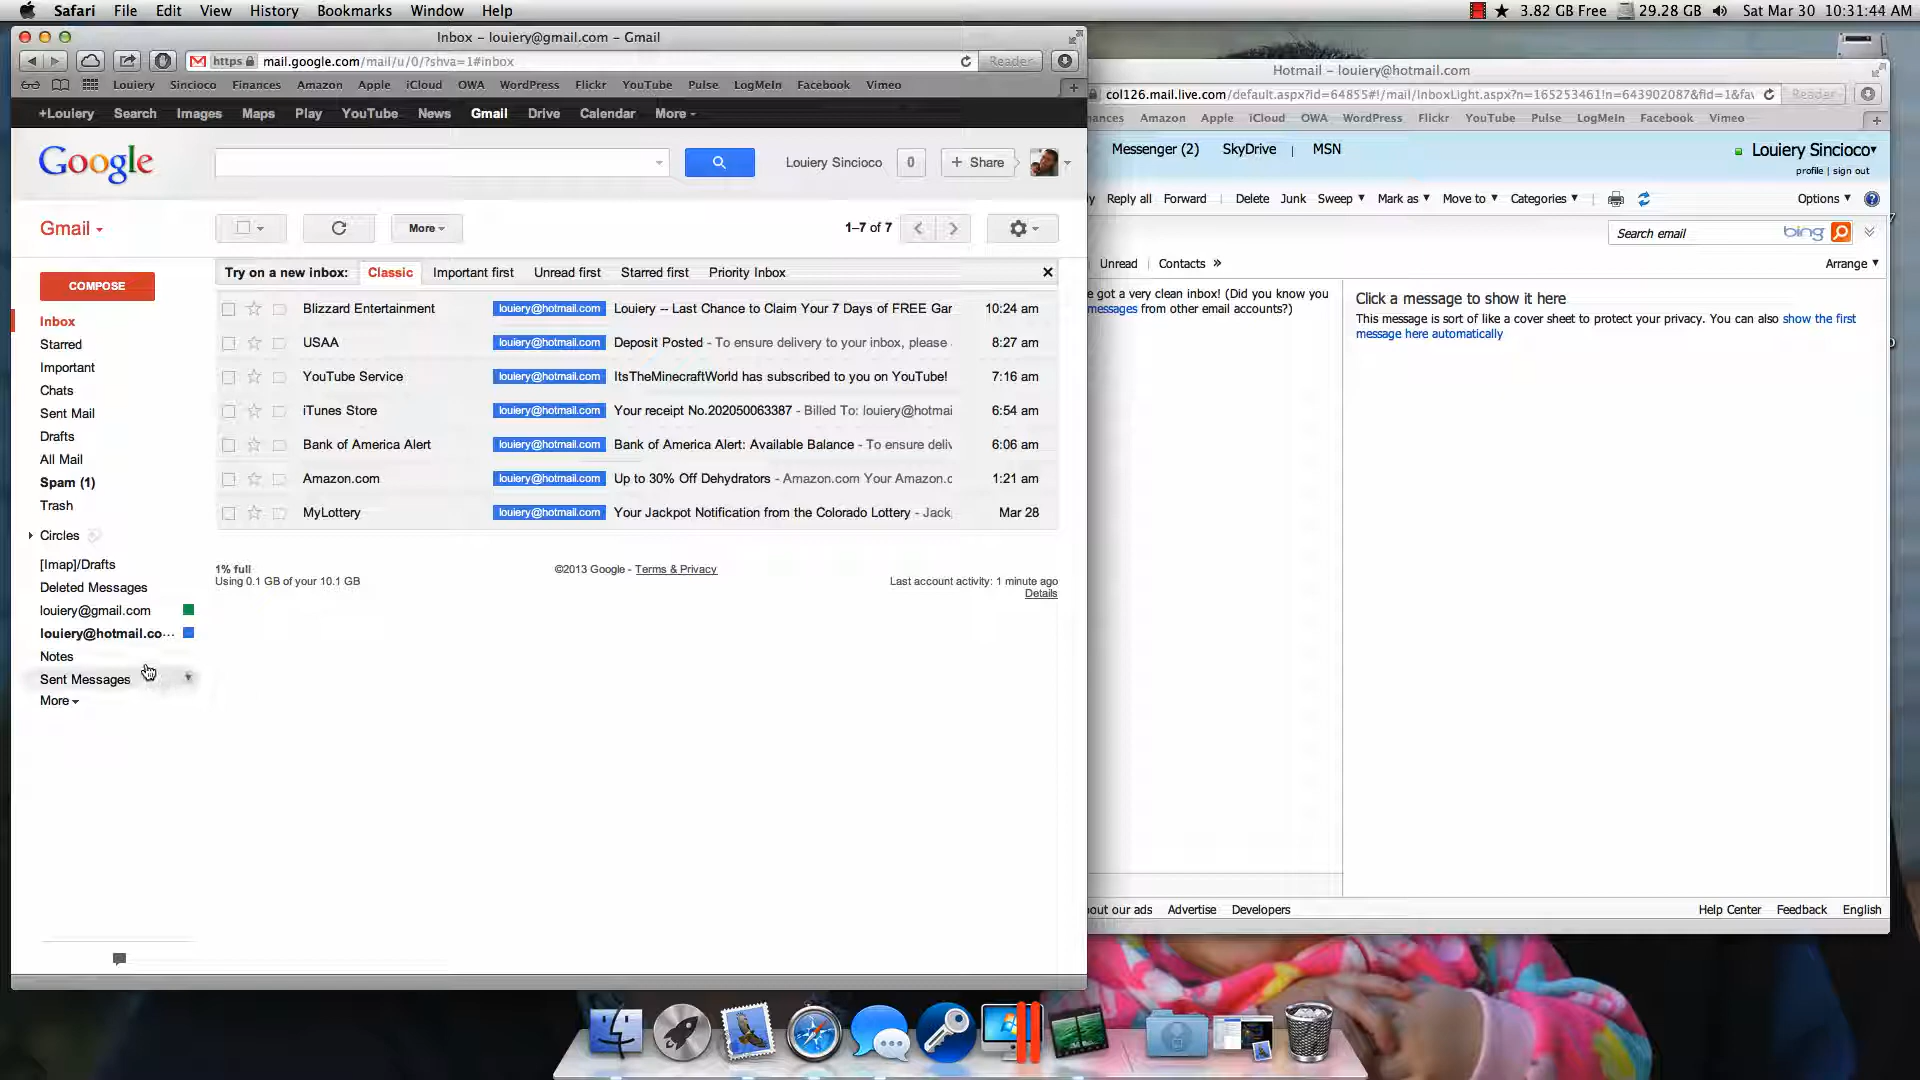 Safari File Edit View History Bookmarks Window Help
3.82 GB Free 29.28 GB Sat Mar 30 10:31:44 AM
Inbox – louiery@gmail.com – Gmail
https mail.google.com/mail/u/0/?shva=1#inbox Reader
Louiery Sincioco Finances Amazon Apple iCloud OWA WordPress Flickr YouTube Pulse LogMeIn Facebook Vimeo
+Louiery Search Images Maps Play YouTube News Gmail Drive Calendar More
Google
Louiery Sincioco 0 + Share
Gmail More 1–7 of 7
Try on a new inbox: Classic Important first Unread first Starred first Priority Inbox
COMPOSE
Inbox
Starred
Important
Chats
Sent Mail
Drafts
All Mail
Spam (1)
Trash
Circles
[Imap]/Drafts
Deleted Messages
louiery@gmail.com
louiery@hotmail.co...
Notes
Sent Messages
More
Blizzard Entertainment louiery@hotmail.com Louiery -- Last Chance to Claim Your 7 Days of FREE Gar 10:24 am
USAA louiery@hotmail.com Deposit Posted - To ensure delivery to your inbox, please 8:27 am
YouTube Service louiery@hotmail.com ItsTheMinecraftWorld has subscribed to you on YouTube! 7:16 am
iTunes Store louiery@hotmail.com Your receipt No.202050063387 - Billed To: louiery@hotmai 6:54 am
Bank of America Alert louiery@hotmail.com Bank of America Alert: Available Balance - To ensure deliv 6:06 am
Amazon.com louiery@hotmail.com Up to 30% Off Dehydrators - Amazon.com Your Amazon.c 1:21 am
MyLottery louiery@hotmail.com Your Jackpot Notification from the Colorado Lottery - Jack Mar 28
1% full
Using 0.1 GB of your 10.1 GB
©2013 Google - Terms & Privacy
Last account activity: 1 minute ago
Details
Hotmail – louiery@hotmail.com
col126.mail.live.com/default.aspx?id=64855#!/mail/InboxLight.aspx?n=165253461!n=643902087&fid=1&fav Reader
ances Amazon Apple iCloud OWA WordPress Flickr YouTube Pulse LogMeIn Facebook Vimeo
Messenger (2) SkyDrive | MSN Louiery Sincioco
profile | sign out
ly Reply all Forward Delete Junk Sweep Mark as Move to Categories Options
Search email bing
Unread Contacts » Arrange
e got a very clean inbox! (Did you know you
messages from other email accounts?)
Click a message to show it here
This message is sort of like a cover sheet to protect your privacy. You can also show the first
message here automatically
out our ads Advertise Developers Help Center Feedback English